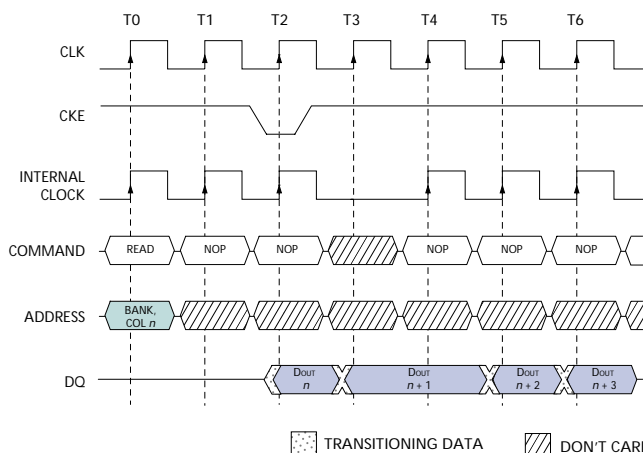 T0 T1 T2 T3 T4 T5 T6
CLK
CKE
INTERNAL
CLOCK
COMMAND READ NOP NOP NOP NOP NOP
ADDRESS BANK,
COL n
DQ DOUT
n DOUT
n + 1 DOUT
n + 2 DOUT
n + 3
TRANSITIONING DATA DON'T CARE